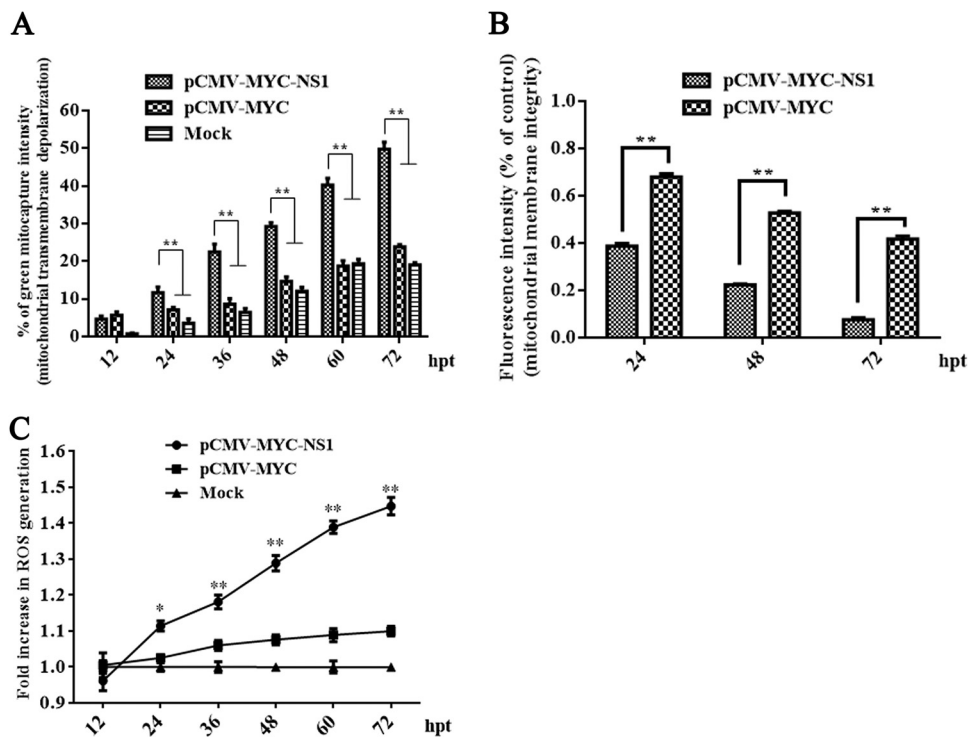 A
pCMV-MYC-NS1
pCMV-MYC
Mock
% of green mitocapture intensity
(mitochondrial transmembrane depolarization)
60
50
40
30
20
10
0
**
**
**
**
**
12
24
36
48
60
72
hpt
B
pCMV-MYC-NS1
pCMV-MYC
Fluorescence intensity (% of control)
(mitochondrial membrane integrity)
1.0
0.8
0.6
0.4
0.2
0.0
**
**
**
24
48
72
hpt
C
pCMV-MYC-NS1
pCMV-MYC
Mock
Fold increase in ROS generation
1.6
1.5
1.4
1.3
1.2
1.1
1.0
0.9
*
**
**
**
**
12
24
36
48
60
72
hpt